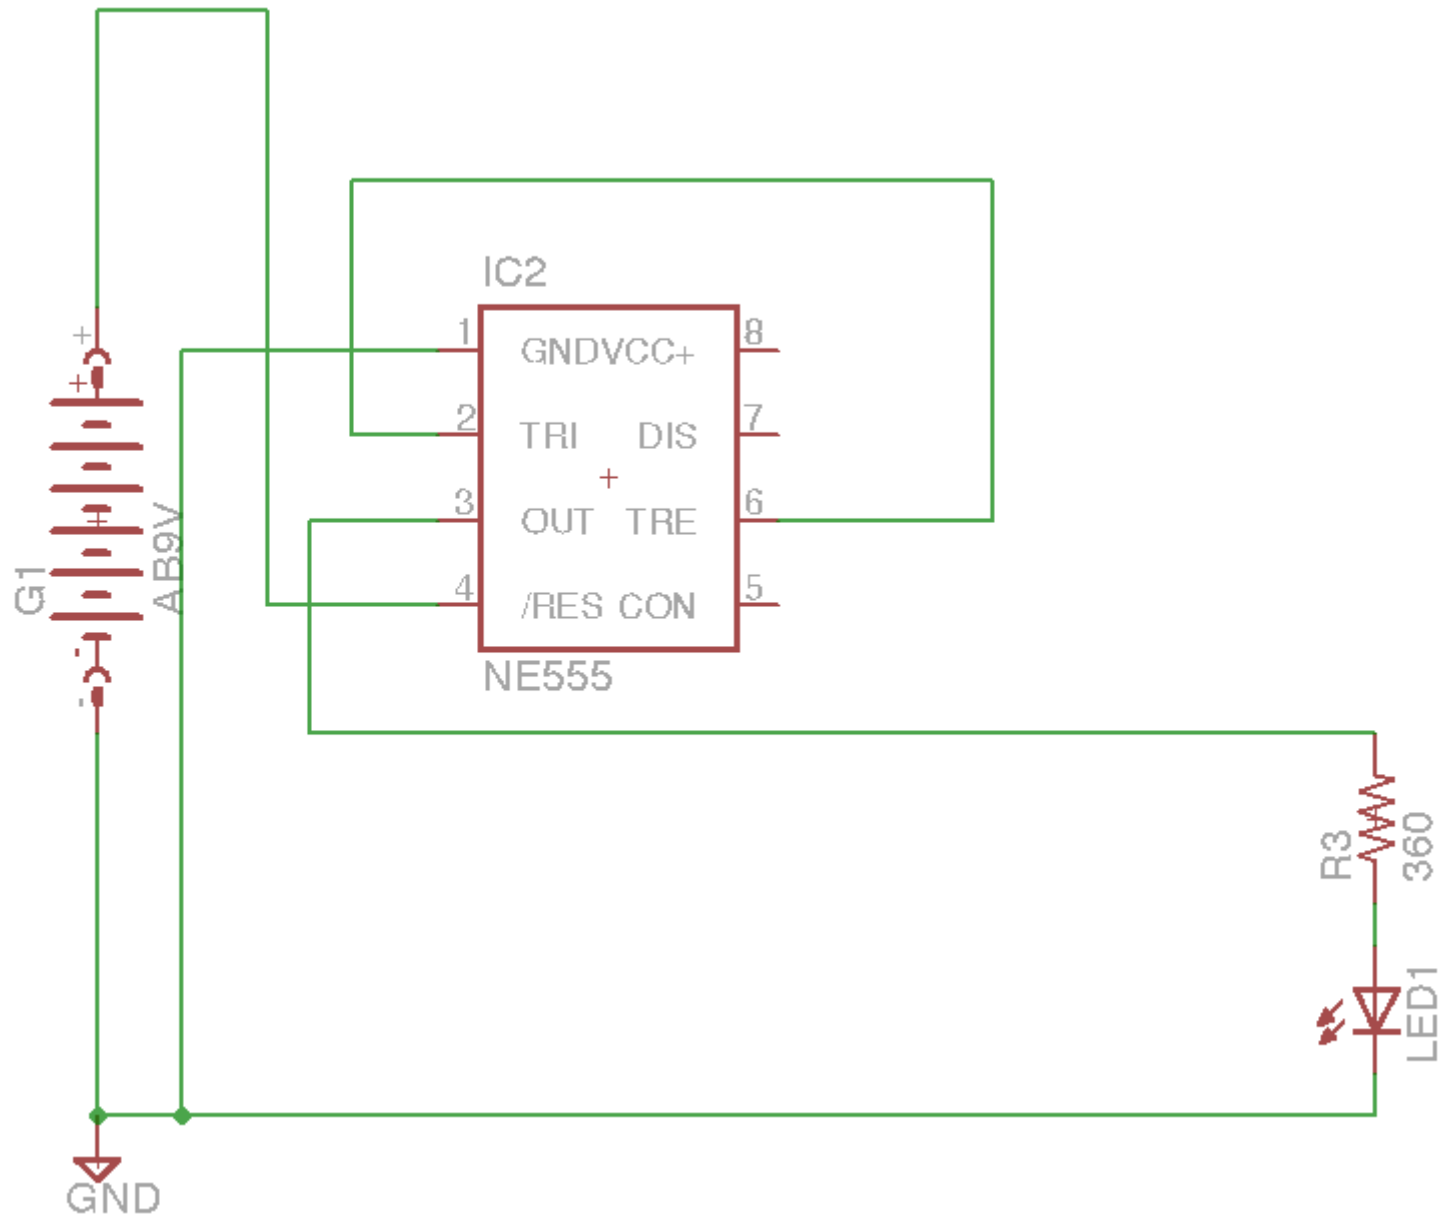 IC2
+
+
1 GNDVCC+ 8
2 TRI DIS 7
3 OUT TRE 6
4 /RES CON 5
NE555
G1
AB9V
-
-
R3
360
LED1
GND